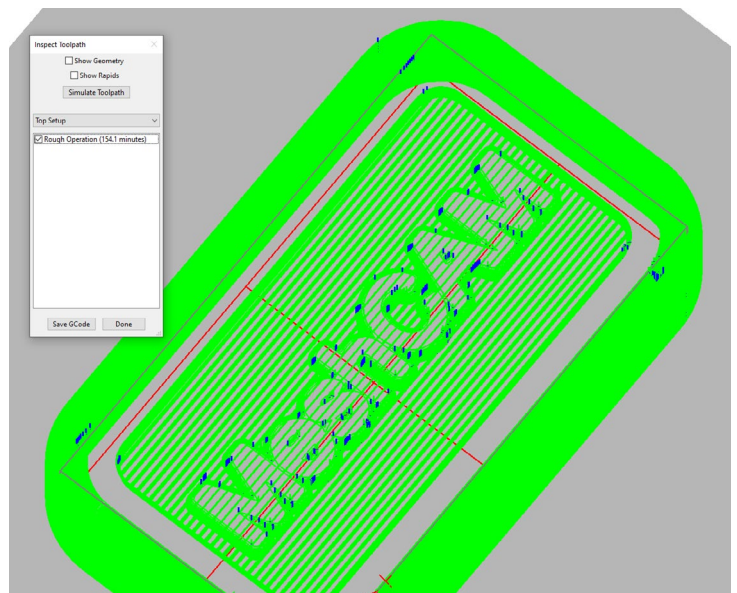 Inspect Toolpath
Show Geometry
Show Rapids
Simulate Toolpath
Top Setup
Rough Operation (154.1 minutes)
Save GCode
Done